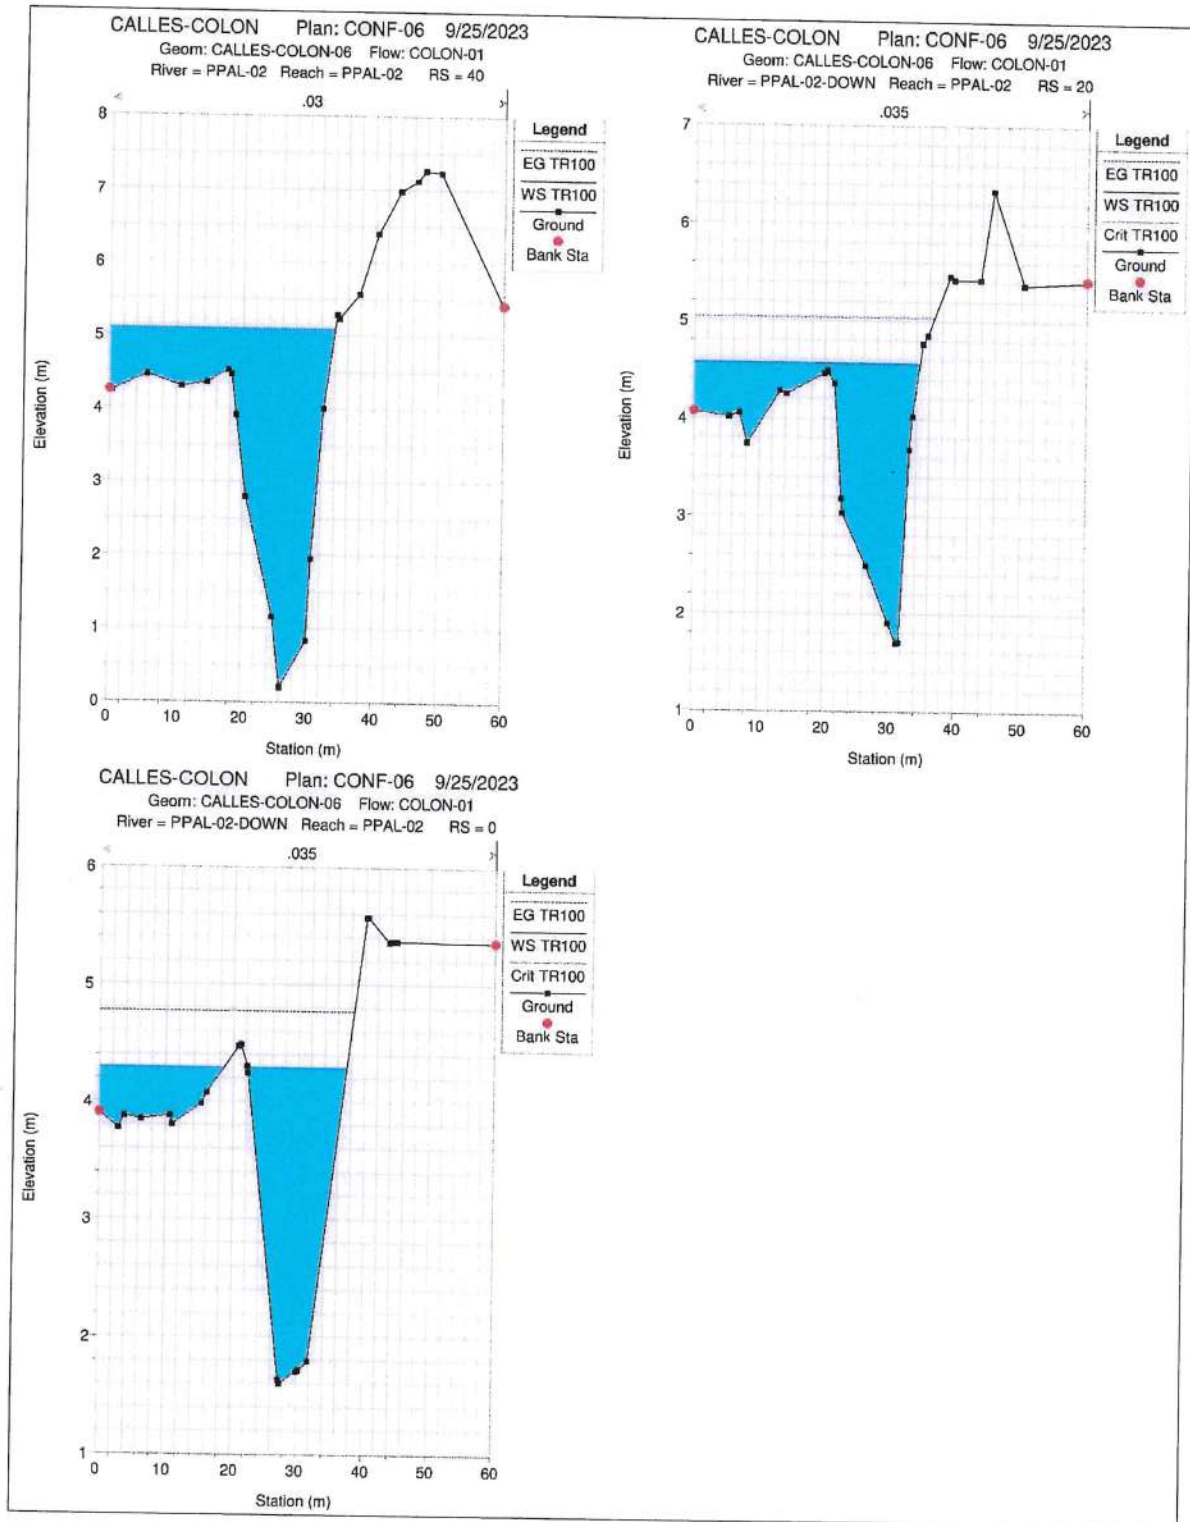 CALLES-COLON Plan: CONF-06 9/25/2023
Geom: CALLES-COLON-06 Flow: COLON-01
River = PPAL-02 Reach = PPAL-02 RS = 40
.03
8
7
6
5
4
3
2
1
0
Elevation (m)
0 10 20 30 40 50 60
Station (m)
Legend
EG TR100
WS TR100
Ground
Bank Sta
CALLES-COLON Plan: CONF-06 9/25/2023
Geom: CALLES-COLON-06 Flow: COLON-01
River = PPAL-02-DOWN Reach = PPAL-02 RS = 20
.035
7
6
5
4
3
2
1
Elevation (m)
0 10 20 30 40 50 60
Station (m)
Legend
EG TR100
WS TR100
Crit TR100
Ground
Bank Sta
CALLES-COLON Plan: CONF-06 9/25/2023
Geom: CALLES-COLON-06 Flow: COLON-01
River = PPAL-02-DOWN Reach = PPAL-02 RS = 0
.035
6
5
4
3
2
1
Elevation (m)
0 10 20 30 40 50 60
Station (m)
Legend
EG TR100
WS TR100
Crit TR100
Ground
Bank Sta